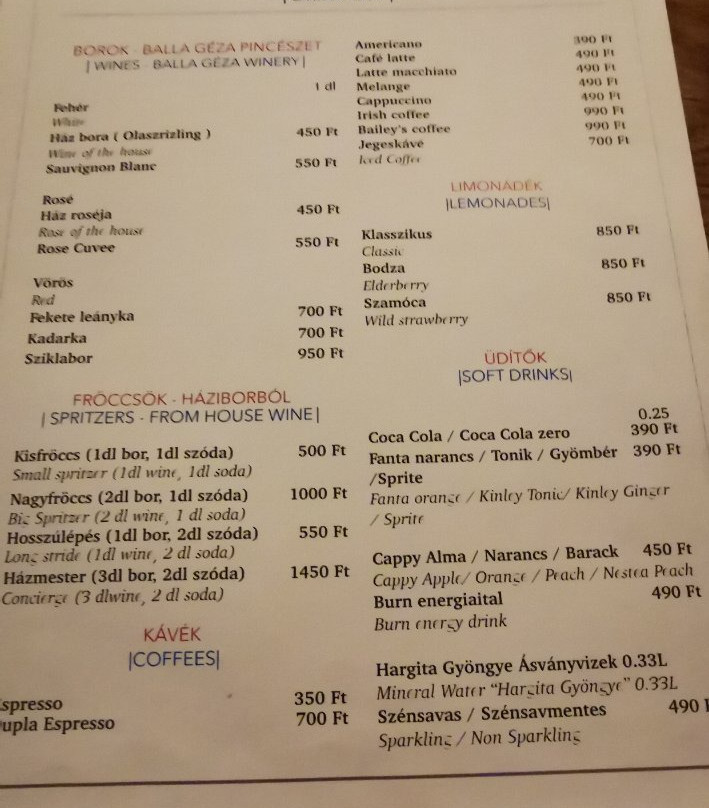 BOROK - BALLA GÉZA PINCÉSZET
| WINES - BALLA GÉZA WINERY |
1 dl
Fehér
White
Ház bora ( Olaszrizling ) 450 Ft
Wine of the house
Sauvignon Blanc 550 Ft
Rosé
Ház roséja 450 Ft
Rose of the house
Rose Cuvee 550 Ft
Vörös
Red
Fekete leányka 700 Ft
Kadarka 700 Ft
Sziklabor 950 Ft
FRÖCCSÖK - HÁZIBORBÓL
| SPRITZERS - FROM HOUSE WINE |
Kisfröccs (1dl bor, 1dl szóda) 500 Ft
Small spritzer (1dl wine, 1dl soda)
Nagyfröccs (2dl bor, 1dl szóda) 1000 Ft
Big Spritzer (2 dl wine, 1 dl soda)
Hosszúlépés (1dl bor, 2dl szóda) 550 Ft
Long stride (1dl wine, 2 dl soda)
Házmester (3dl bor, 2dl szóda) 1450 Ft
Concierge (3 dlwine, 2 dl soda)
KÁVÉK
|COFFEES|
spresso 350 Ft
upla Espresso 700 Ft
Americano 390 Ft
Café latte 490 Ft
Latte macchiato 490 Ft
Melange 490 Ft
Cappuccino 490 Ft
Irish coffee 990 Ft
Bailey's coffee 990 Ft
Jegeskávé 700 Ft
Iced Coffee
LIMONÁDÉK
|LEMONADES|
Klasszikus 850 Ft
Classic
Bodza 850 Ft
Elderberry
Szamóca 850 Ft
Wild strawberry
ÜDÍTŐK
|SOFT DRINKS|
0.25
Coca Cola / Coca Cola zero 390 Ft
Fanta narancs / Tonik / Gyömbér 390 Ft
/Sprite
Fanta orange / Kinley Tonic/ Kinley Ginger
/ Sprite
Cappy Alma / Narancs / Barack 450 Ft
Cappy Apple/ Orange / Peach / Nestea Peach
Burn energiaital 490 Ft
Burn energy drink
Hargita Gyöngye Ásványvizek 0.33L
Mineral Water “Hargita Gyöngye” 0.33L
Szénsavas / Szénsavmentes 490 F
Sparkling / Non Sparkling